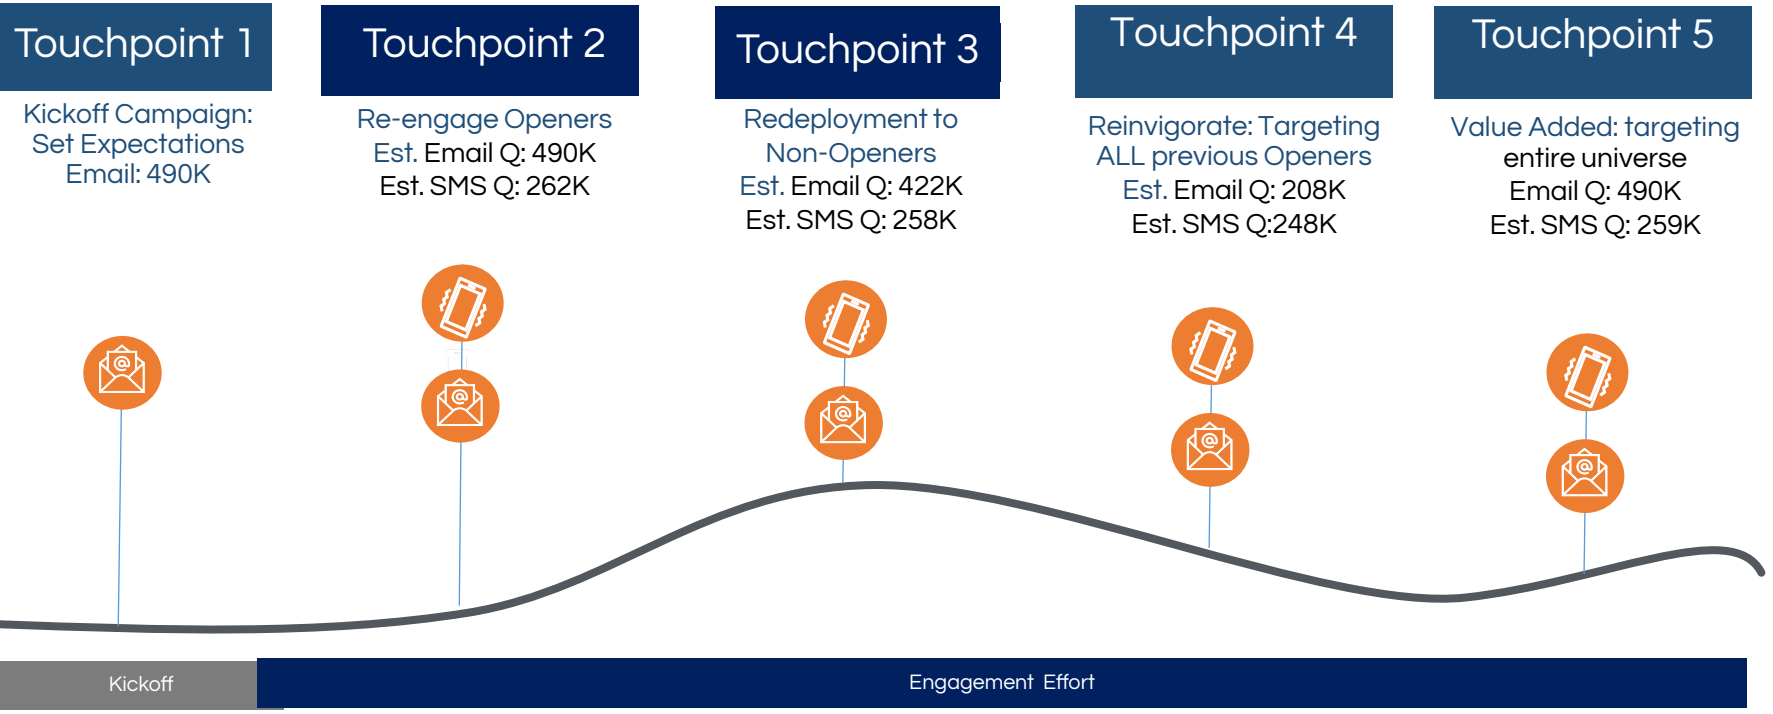 Touchpoint 1
Kickoff Campaign:
Set Expectations
Email: 490K
Touchpoint 2
Re-engage Openers
Est. Email Q: 490K
Est. SMS Q: 262K
Touchpoint 3
Redeployment to
Non-Openers
Est. Email Q: 422K
Est. SMS Q: 258K
Touchpoint 4
Reinvigorate: Targeting
ALL previous Openers
Est. Email Q: 208K
Est. SMS Q:248K
Touchpoint 5
Value Added: targeting
entire universe
Email Q: 490K
Est. SMS Q: 259K
Kickoff
Engagement Effort